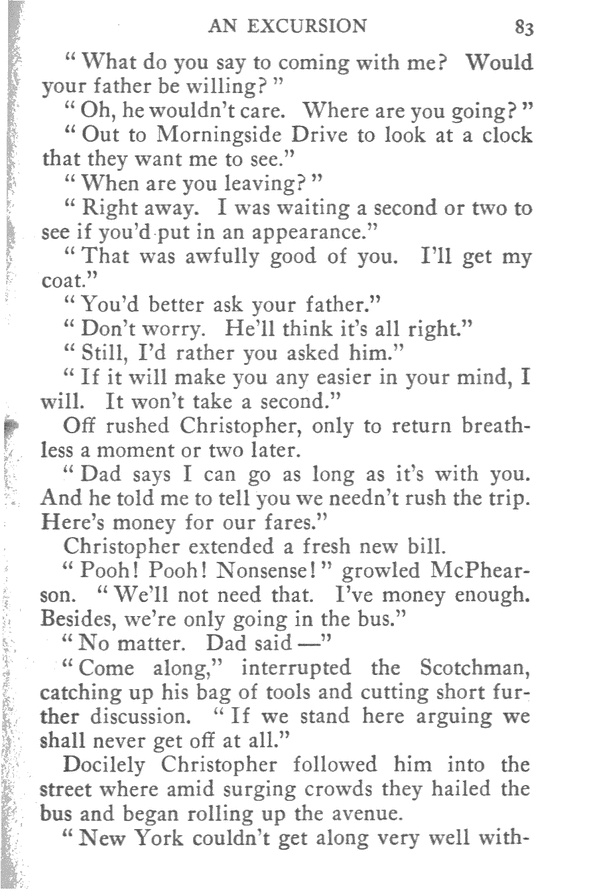 AN EXCURSION 83
“ What do you say to coming with me? Would
your father be willing? ”
“ Oh, he wouldn’t care. Where are you going? ”
“ Out to Morningside Drive to look at a clock
that they want me to see.”
“ When are you leaving? ”
“ Right away. I was waiting a second or two to
see if you’d put in an appearance.”
“ That was awfully good of you. I’ll get my
coat.”
“ You’d better ask your father.”
“ Don’t worry. He’ll think it’s all right.”
“ Still, I’d rather you asked him.”
“ If it will make you any easier in your mind, I
will. It won’t take a second.”
Off rushed Christopher, only to return breath-
less a moment or two later.
“ Dad says I can go as long as it’s with you.
And he told me to tell you we needn’t rush the trip.
Here’s money for our fares.”
Christopher extended a fresh new bill.
“ Pooh! Pooh! Nonsense! ” growled McPhear-
son. “ We’ll not need that. I’ve money enough.
Besides, we’re only going in the bus.”
“ No matter. Dad said —”
“ Come along,” interrupted the Scotchman,
catching up his bag of tools and cutting short fur-
ther discussion. “ If we stand here arguing we
shall never get off at all.”
Docilely Christopher followed him into the
street where amid surging crowds they hailed the
bus and began rolling up the avenue.
“ New York couldn’t get along very well with-